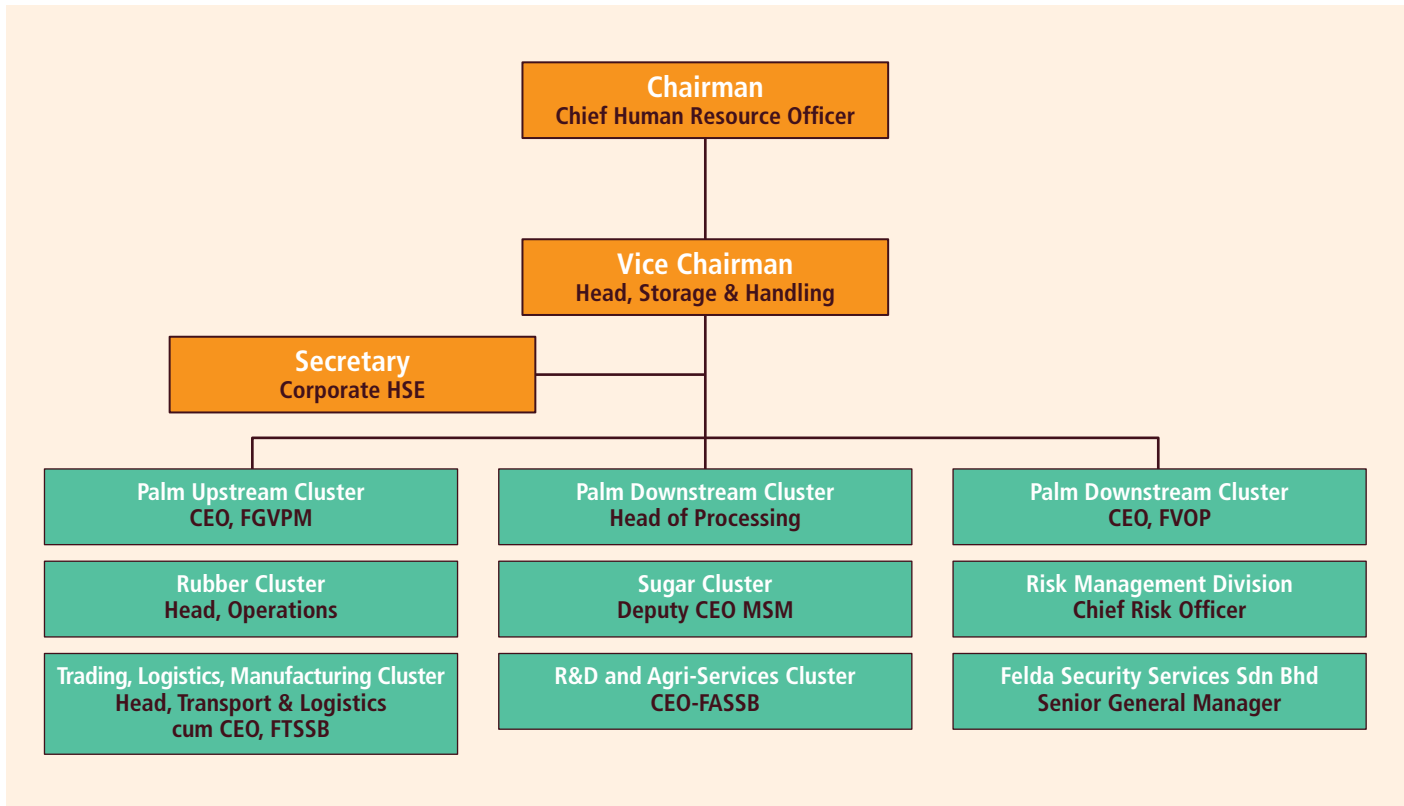 Chairman
Chief Human Resource Officer
Vice Chairman
Head, Storage & Handling
Secretary
Corporate HSE
Palm Upstream Cluster
CEO, FGVPM
Palm Downstream Cluster
Head of Processing
Palm Downstream Cluster
CEO, FVOP
Rubber Cluster
Head, Operations
Sugar Cluster
Deputy CEO MSM
Risk Management Division
Chief Risk Officer
Trading, Logistics, Manufacturing Cluster
Head, Transport & Logistics
cum CEO, FTSSB
R&D and Agri-Services Cluster
CEO-FASSB
Felda Security Services Sdn Bhd
Senior General Manager